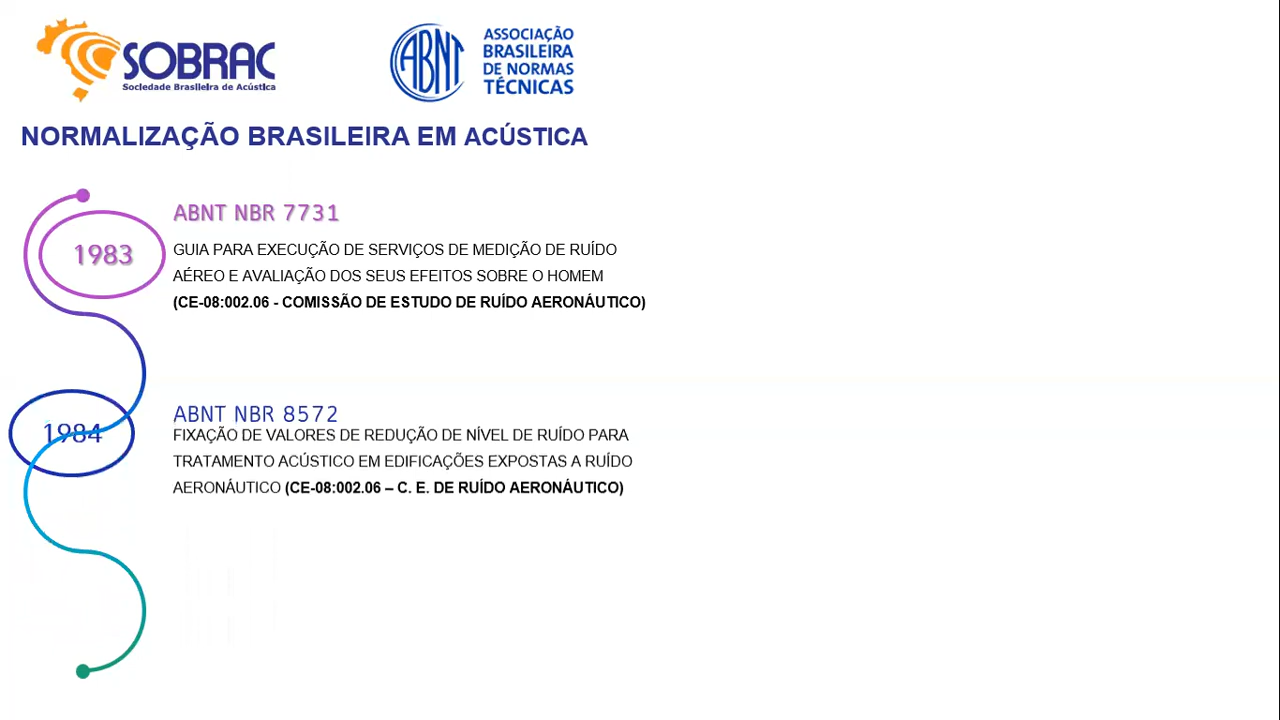 SOBRAC
Sociedade Brasileira de Acústica
ABNT
ASSOCIAÇÃO
BRASILEIRA
DE NORMAS
TÉCNICAS
NORMALIZAÇÃO BRASILEIRA EM ACÚSTICA
1983
ABNT NBR 7731
GUIA PARA EXECUÇÃO DE SERVIÇOS DE MEDIÇÃO DE RUÍDO
AÉREO E AVALIAÇÃO DOS SEUS EFEITOS SOBRE O HOMEM
(CE-08:002.06 - COMISSÃO DE ESTUDO DE RUÍDO AERONÁUTICO)
1984
ABNT NBR 8572
FIXAÇÃO DE VALORES DE REDUÇÃO DE NÍVEL DE RUÍDO PARA
TRATAMENTO ACÚSTICO EM EDIFICAÇÕES EXPOSTAS A RUÍDO
AERONÁUTICO (CE-08:002.06 – C. E. DE RUÍDO AERONÁUTICO)